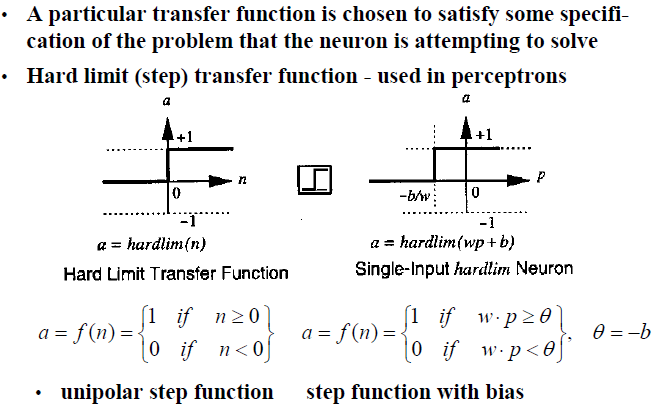 • A particular transfer function is chosen to satisfy some specifi-
cation of the problem that the neuron is attempting to solve
• Hard limit (step) transfer function - used in perceptrons
a
+1
n
0
-1
a = hardlim(n)
Hard Limit Transfer Function
a
+1
p
-b/w
0
-1
a = hardlim(wp + b)
Single-Input hardlim Neuron
a = f(n) = {1 if n ≥ 0
0 if n < 0}
a = f(n) = {1 if w · p ≥ θ
0 if w · p < θ}, θ = -b
• unipolar step function step function with bias